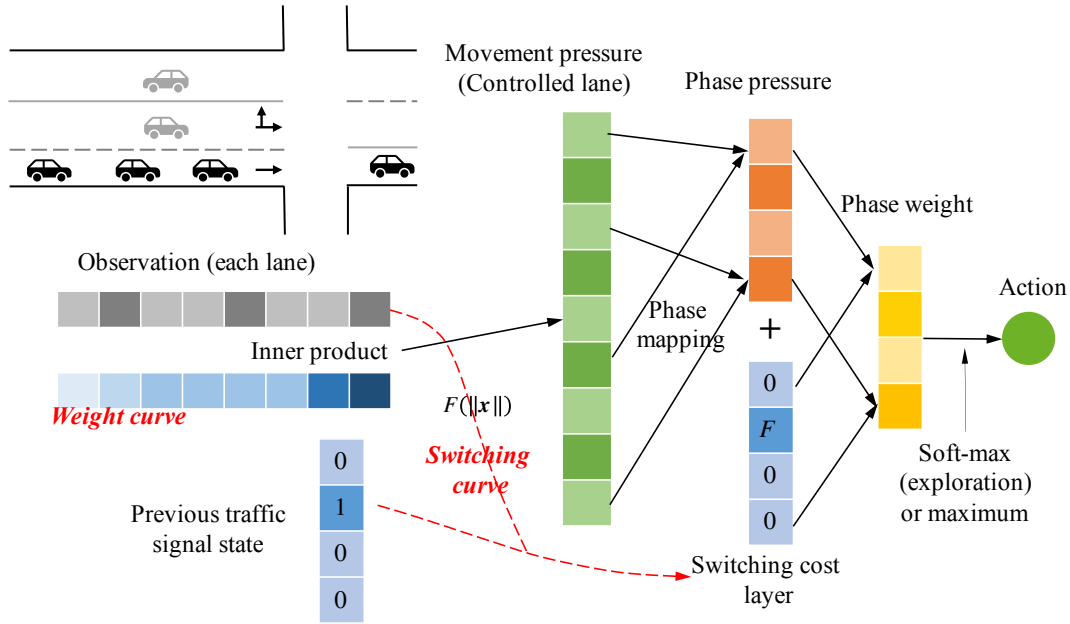 Movement pressure
(Controlled lane)
Phase pressure
Phase weight
Observation (each lane)
Action
Phase
mapping
+
Inner product
Weight curve
F(‖x‖)
Switching
curve
0
F
0
0
Soft-max
(exploration)
or maximum
0
1
0
0
Previous traffic
signal state
Switching cost
layer